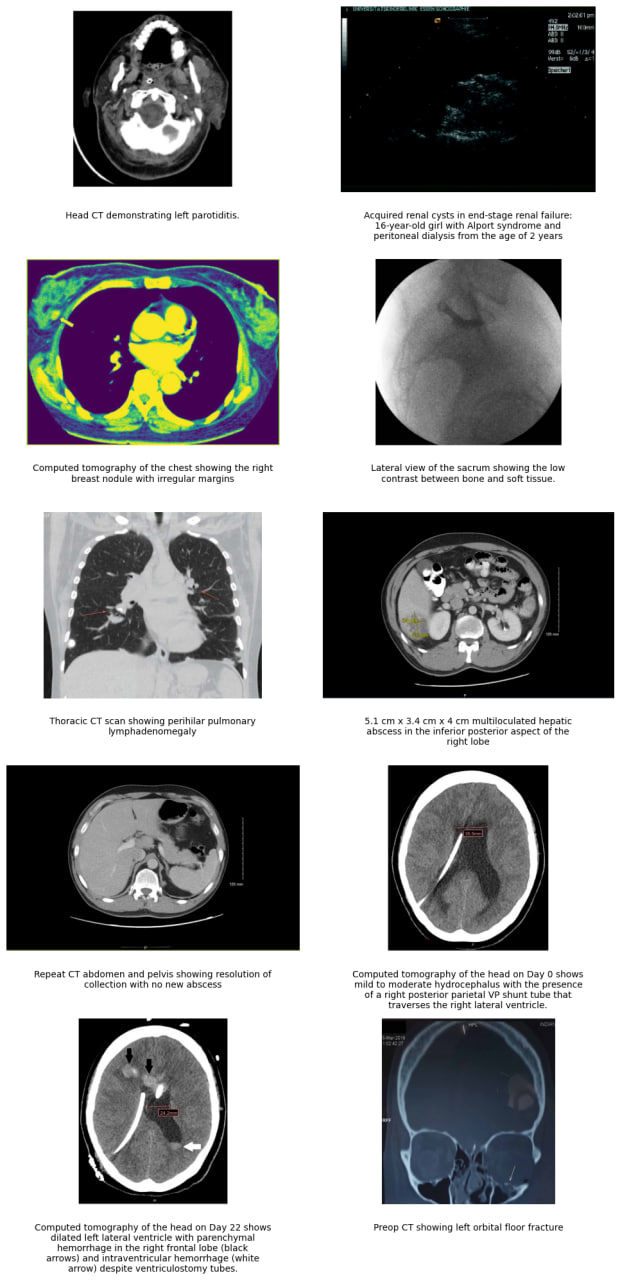 UNIVERSITATSKINDERKLINIK ESSEN SONOGRAPHIE
2:02:61 pm
Speichert
Head CT demonstrating left parotiditis.
Acquired renal cysts in end-stage renal failure:
16-year-old girl with Alport syndrome and
peritoneal dialysis from the age of 2 years
Computed tomography of the chest showing the right
breast nodule with irregular margins
Lateral view of the sacrum showing the low
contrast between bone and soft tissue.
Thoracic CT scan showing perihilar pulmonary
lymphadenomegaly
5.1 cm x 3.4 cm x 4 cm multiloculated hepatic
abscess in the inferior posterior aspect of the
right lobe
Repeat CT abdomen and pelvis showing resolution of
collection with no new abscess
Computed tomography of the head on Day 0 shows
mild to moderate hydrocephalus with the presence
of a right posterior parietal VP shunt tube that
traverses the right lateral ventricle.
Computed tomography of the head on Day 22 shows
dilated left lateral ventricle with parenchymal
hemorrhage in the right frontal lobe (black
arrows) and intraventricular hemorrhage (white
arrow) despite ventriculostomy tubes.
Preop CT showing left orbital floor fracture